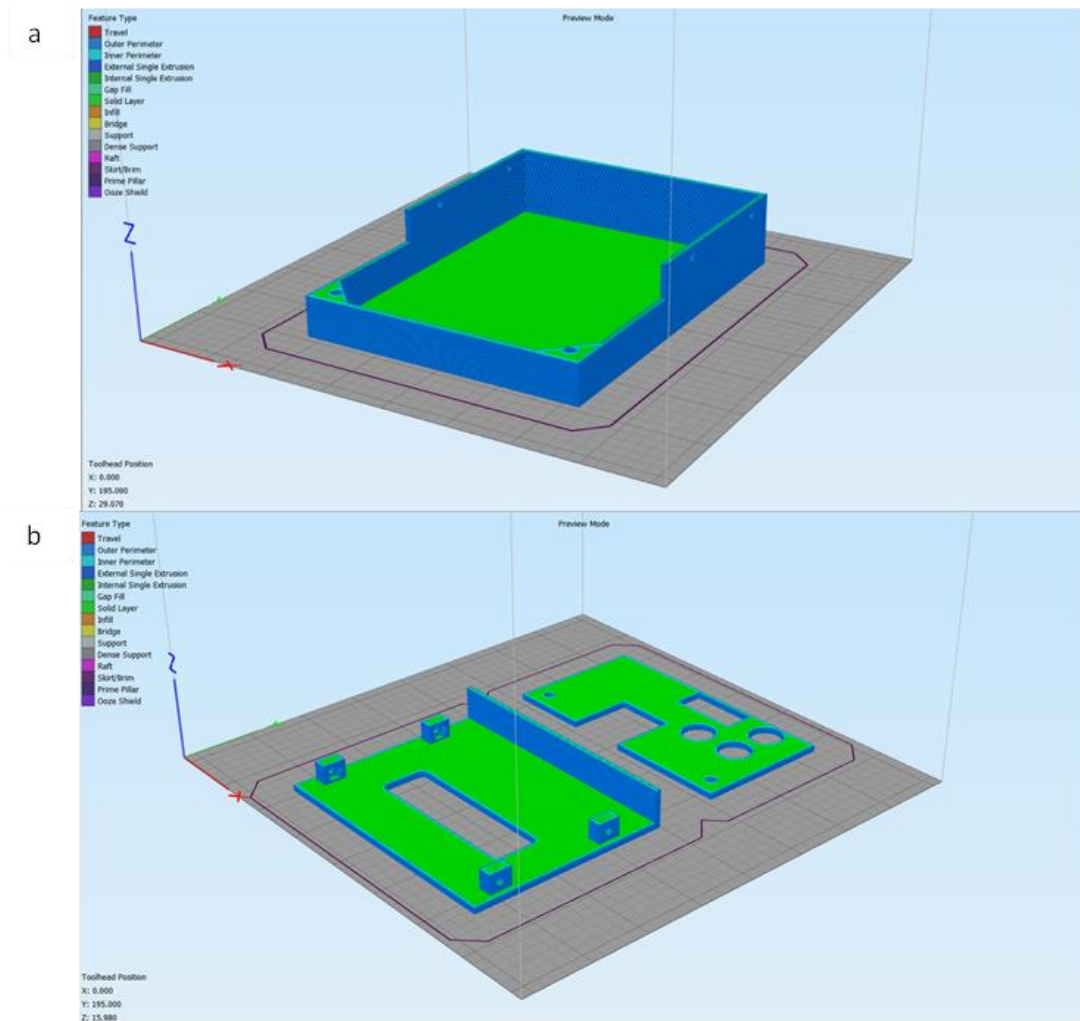 a
Feature Type
Preview Mode
Travel
Outer Perimeter
Inner Perimeter
External Single Extrusion
Internal Single Extrusion
Gap Fill
Solid Layer
Infill
Bridge
Support
Dense Support
Raft
Skirt/Brim
Prime Pillar
Ooze Shield
Z
X
Toolhead Position
X: 0.000
Y: 195.000
Z: 29.070
b
Feature Type
Preview Mode
Travel
Outer Perimeter
Inner Perimeter
External Single Extrusion
Internal Single Extrusion
Gap Fill
Solid Layer
Infill
Bridge
Support
Dense Support
Raft
Skirt/Brim
Prime Pillar
Ooze Shield
Z
X
Toolhead Position
X: 0.000
Y: 195.000
Z: 15.980